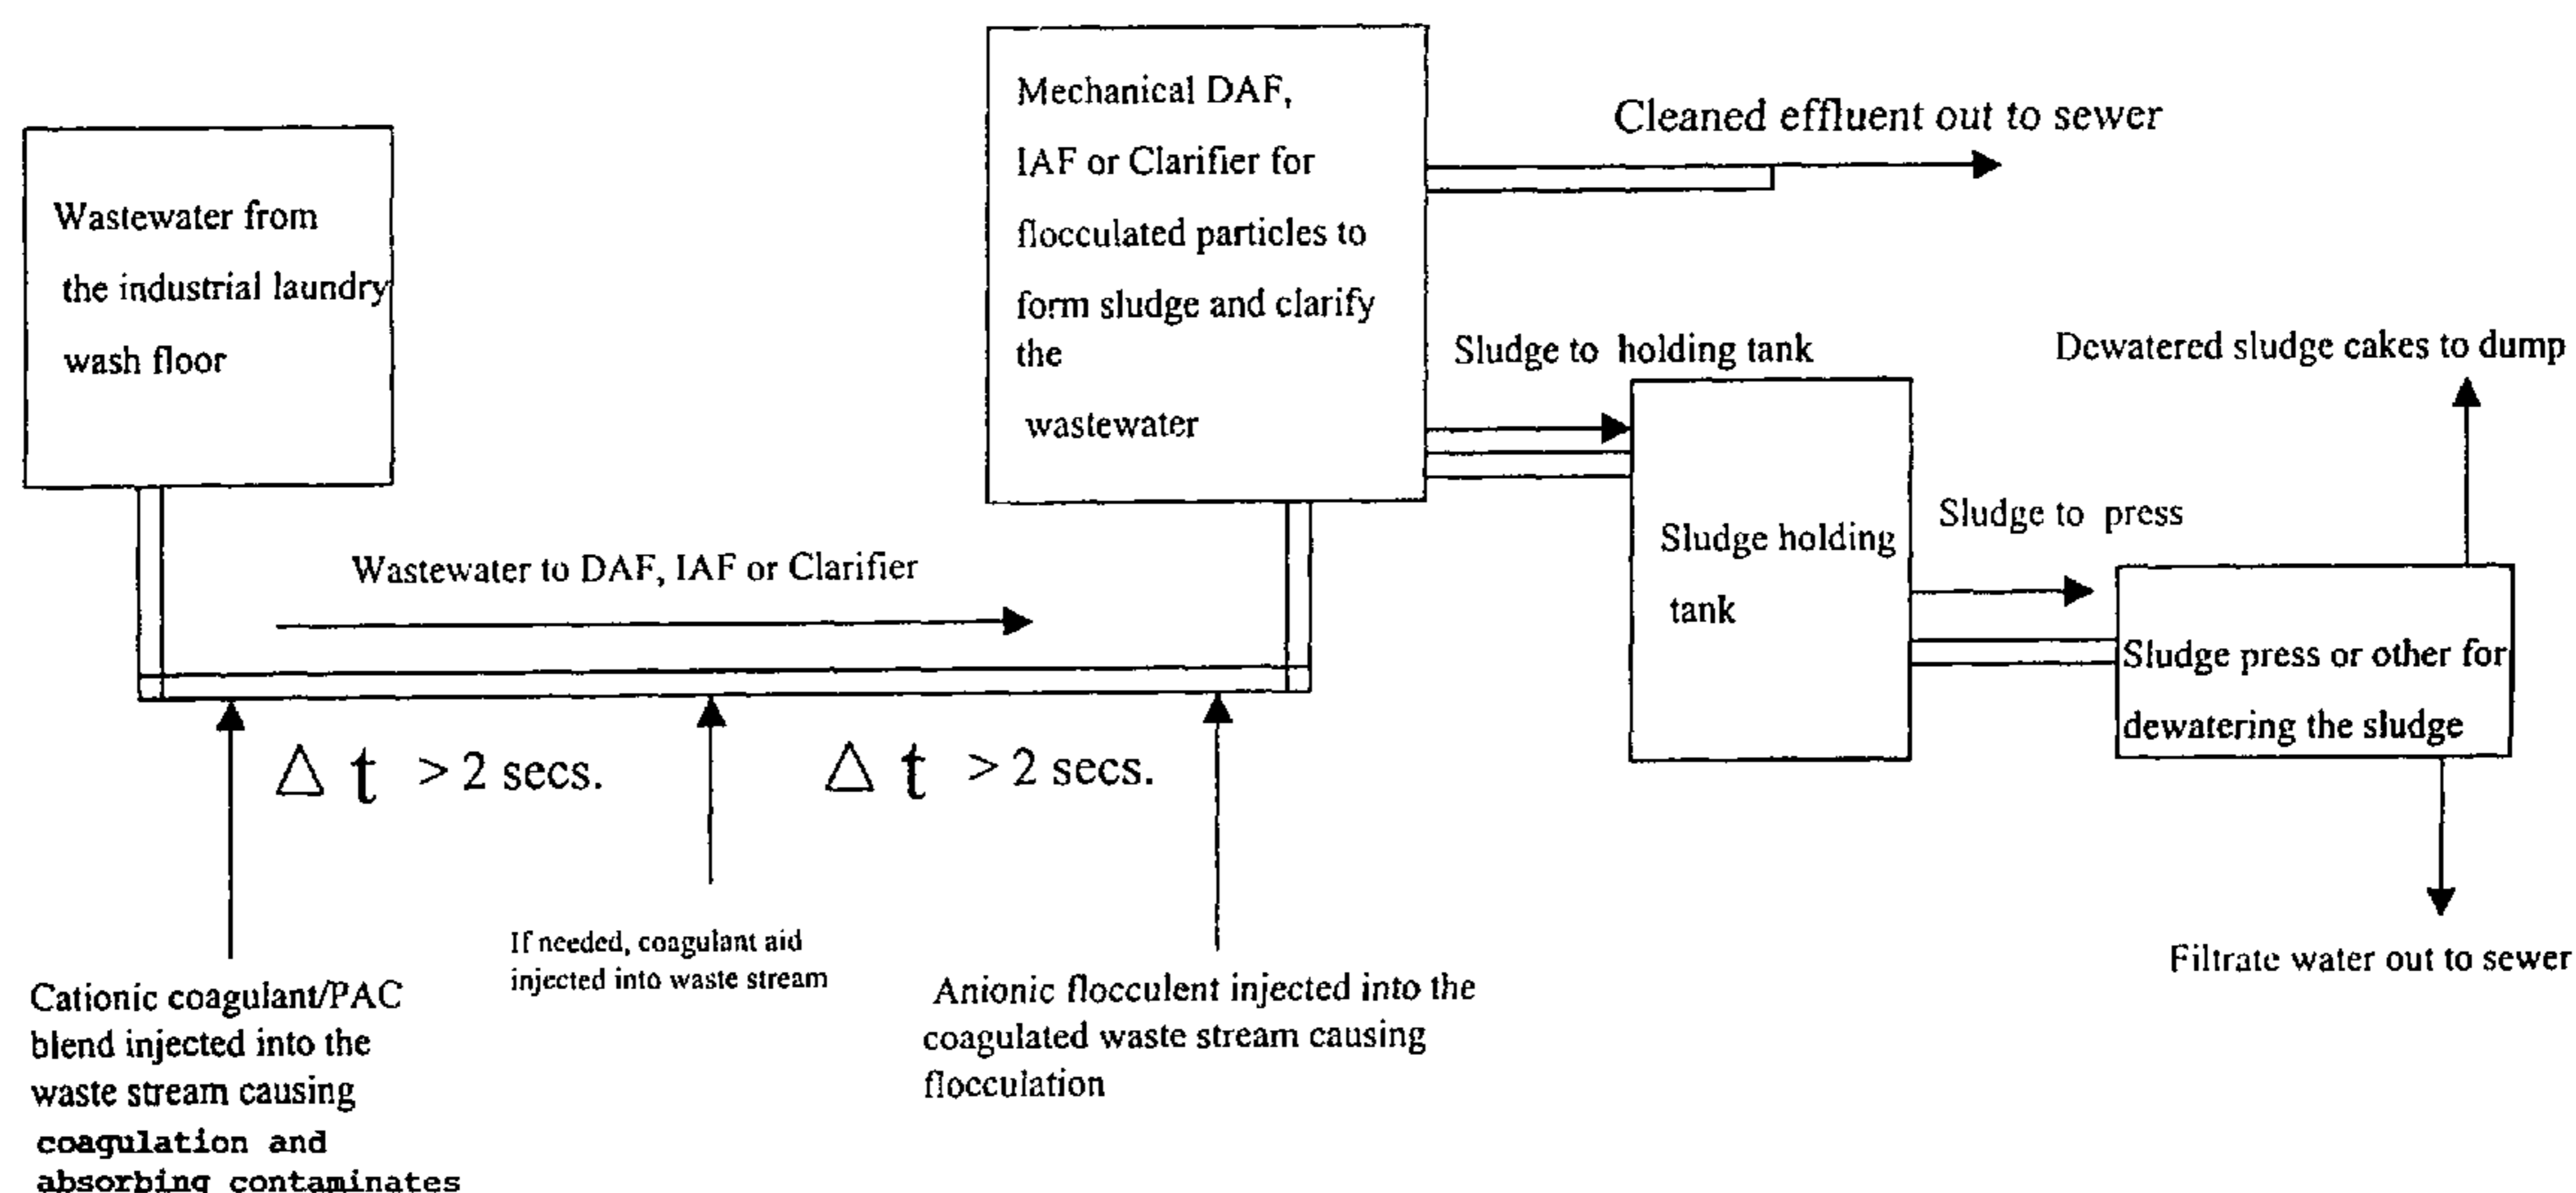 Wastewater from
the industrial laundry
wash floor
Mechanical DAF,
IAF or Clarifier for
flocculated particles to
form sludge and clarify
the
wastewater
Cleaned effluent out to sewer
Sludge to holding tank
Dewatered sludge cakes to dump
Sludge holding
tank
Sludge to press
Sludge press or other for
dewatering the sludge
Filtrate water out to sewer
Wastewater to DAF, IAF or Clarifier
△ t > 2 secs.
△ t > 2 secs.
Cationic coagulant/PAC
blend injected into the
waste stream causing
coagulation and
absorbing contaminates
If needed, coagulant aid
injected into waste stream
Anionic flocculent injected into the
coagulated waste stream causing
flocculation